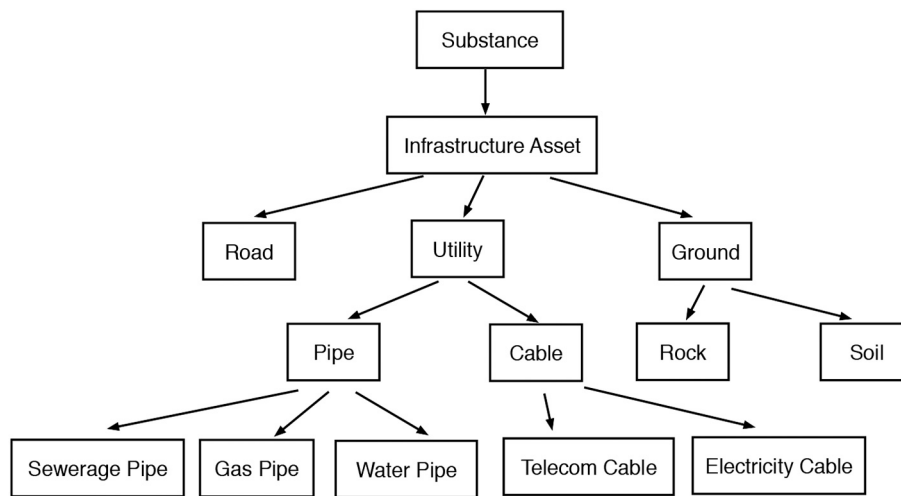 Substance
Infrastructure Asset
Road
Utility
Ground
Pipe
Cable
Rock
Soil
Sewerage Pipe
Gas Pipe
Water Pipe
Telecom Cable
Electricity Cable